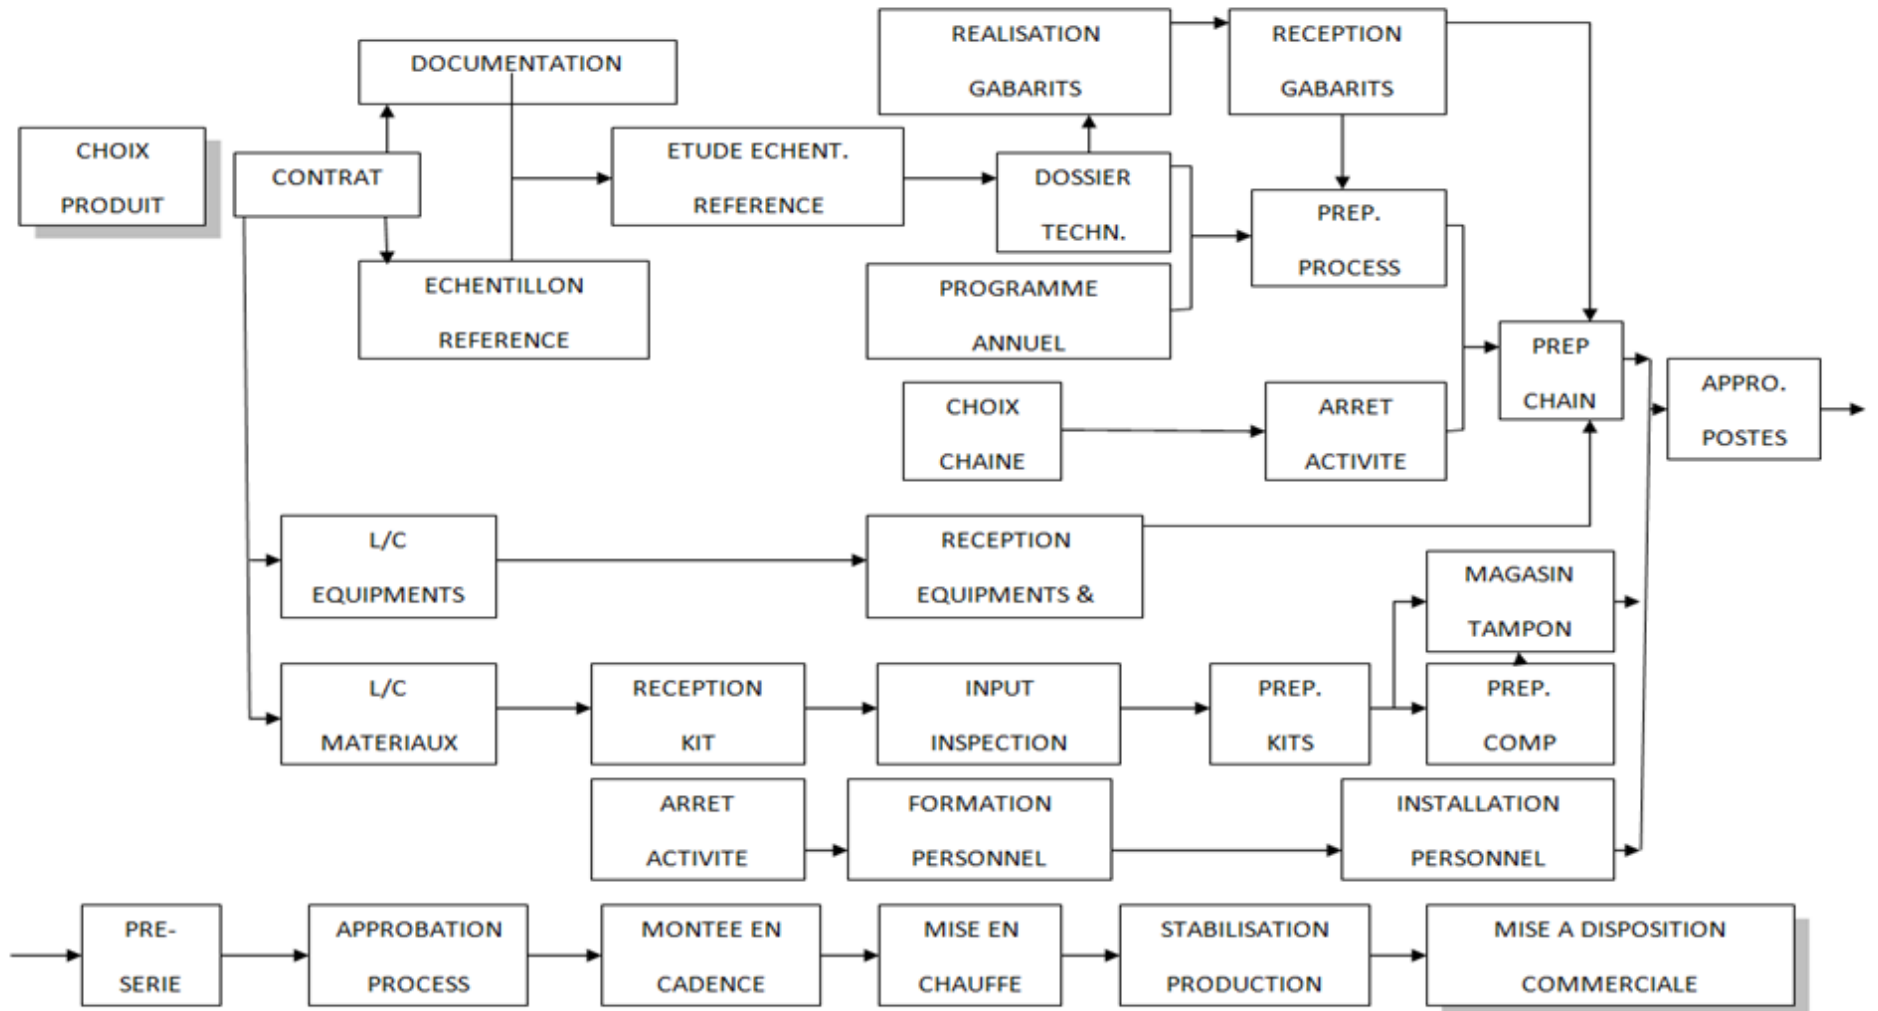 DOCUMENTATION
REALISATION
GABARITS
RECEPTION
GABARITS
CHOIX
PRODUIT
CONTRAT
ETUDE ECHENT.
REFERENCE
DOSSIER
TECHN.
PREP.
PROCESS
ECHENTILLON
REFERENCE
PROGRAMME
ANNUEL
PREP
CHAIN
CHOIX
CHAINE
ARRET
ACTIVITE
APPRO.
POSTES
L/C
EQUIPMENTS
RECEPTION
EQUIPMENTS &
MAGASIN
TAMPON
L/C
MATERIAUX
RECEPTION
KIT
INPUT
INSPECTION
PREP.
KITS
PREP.
COMP
ARRET
ACTIVITE
FORMATION
PERSONNEL
INSTALLATION
PERSONNEL
PRE-
SERIE
APPROBATION
PROCESS
MONTEE EN
CADENCE
MISE EN
CHAUFFE
STABILISATION
PRODUCTION
MISE A DISPOSITION
COMMERCIALE